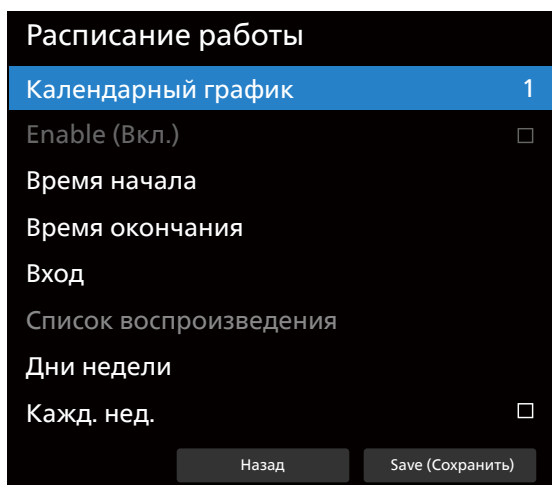 Расписание работы
Календарный график 1
Enable (Вкл.)
Время начала
Время окончания
Вход
Список воспроизведения
Дни недели
Кажд. нед.
Назад Save (Сохранить)